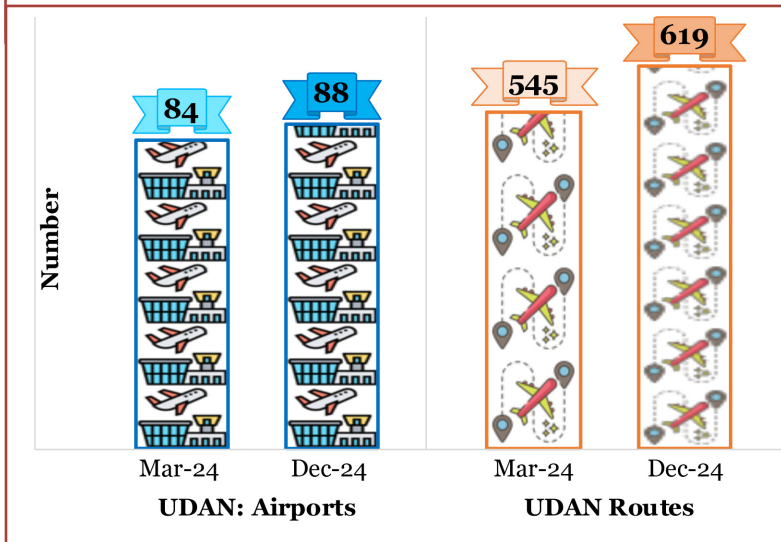 84
88
545
619
Number
Mar-24
Dec-24
Mar-24
Dec-24
UDAN: Airports
UDAN Routes